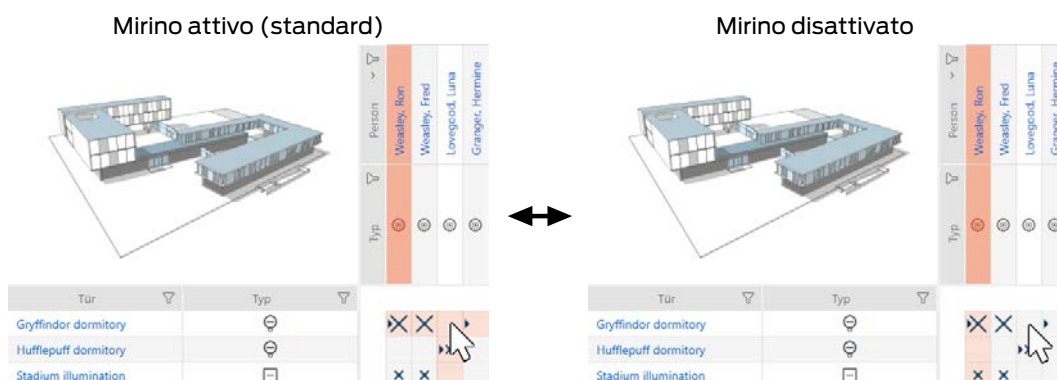 Mirino attivo (standard)
Mirino disattivato
Person
Weasley, Ron
Weasley, Fred
Lovegood, Luna
Granger, Hermine
Typ
Tür
Typ
Gryffindor dormitory
Hufflepuff dormitory
Stadium illumination
Person
Weasley, Ron
Weasley, Fred
Lovegood, Luna
Granger, Hermine
Typ
Tür
Typ
Gryffindor dormitory
Hufflepuff dormitory
Stadium illumination